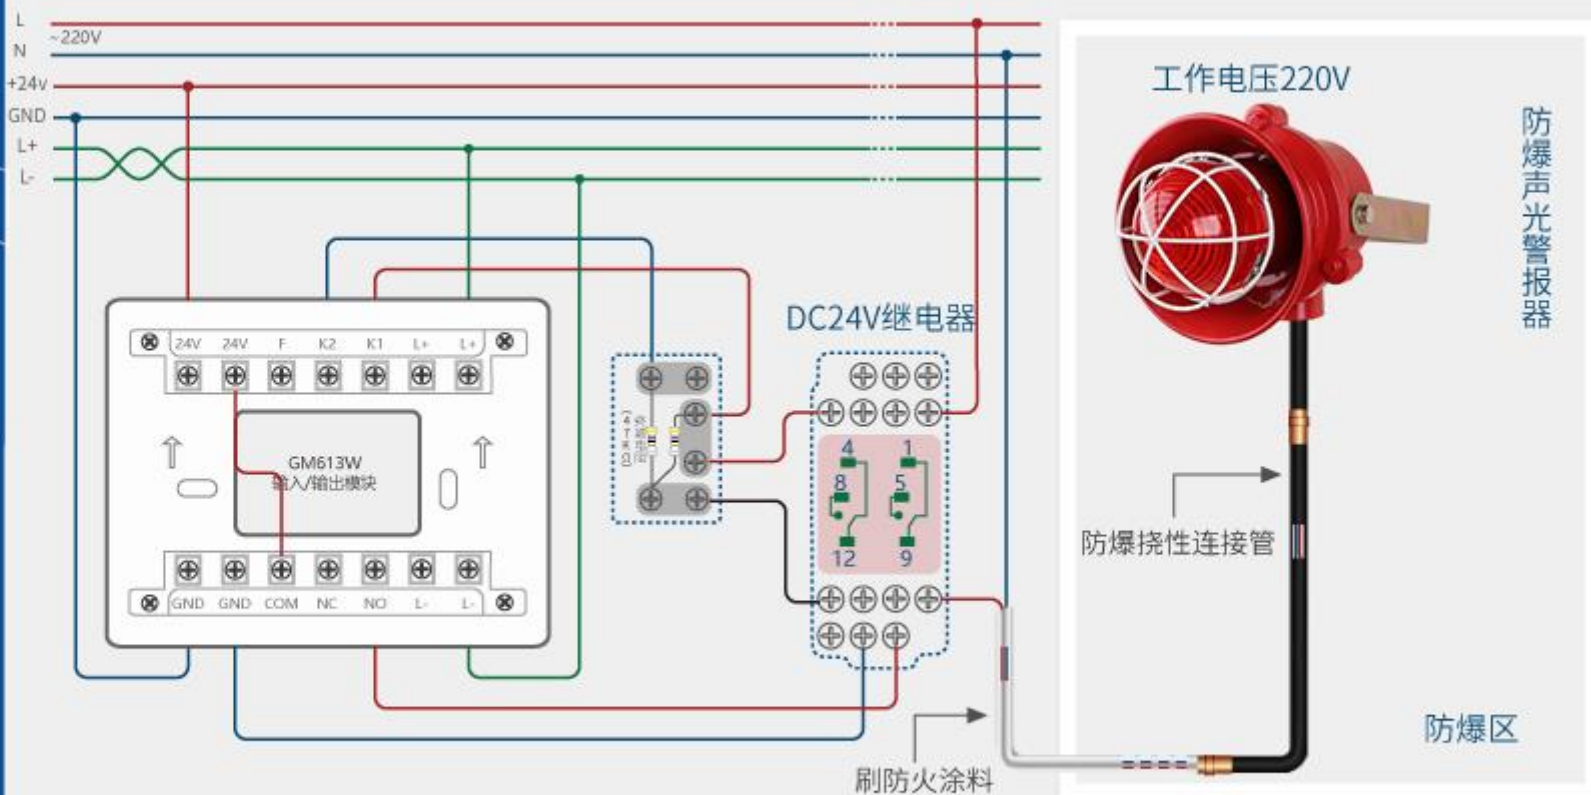 L
~220V
N
+24v
GND
L+
L-
工作电压220V
防爆声光警报器
DC24V继电器
24V 24V F K2 K1 L+ L+
GM613W
输入/输出模块
GND GND COM NC NO L- L-
(4.7KΩ)
4 1
8 5
12 9
防爆挠性连接管
刷防火涂料
防爆区